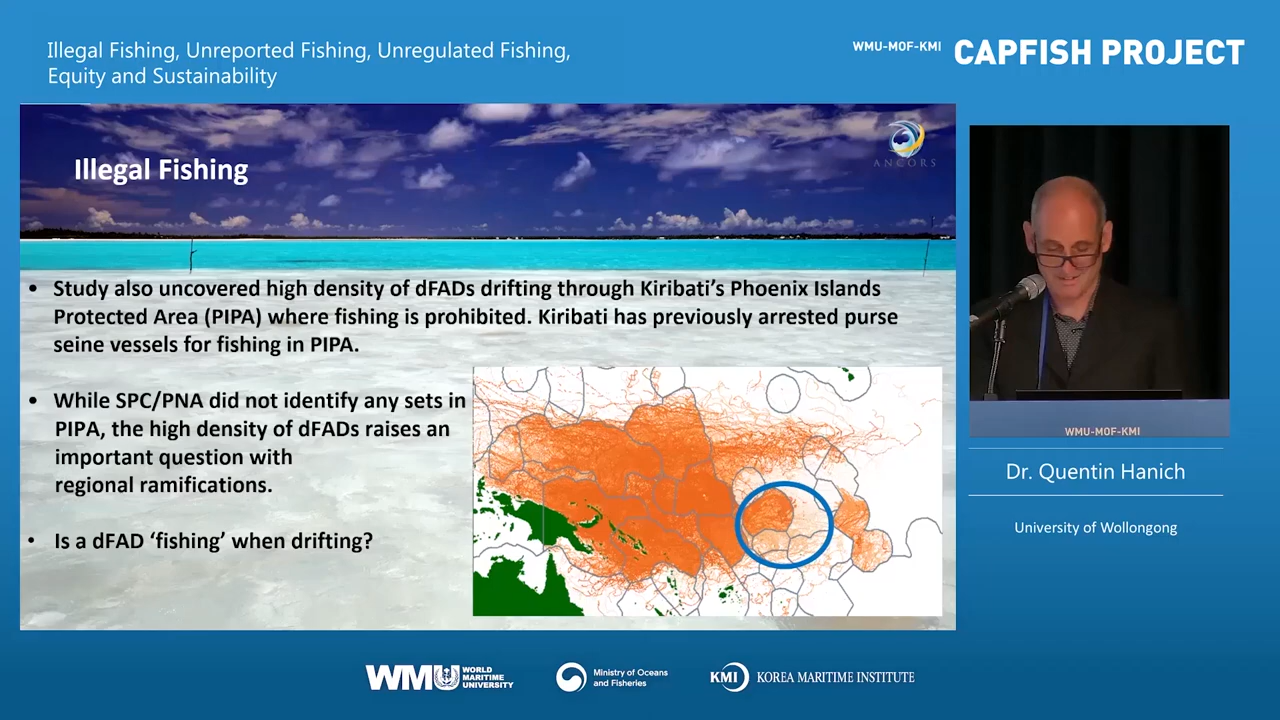 Illegal Fishing, Unreported Fishing, Unregulated Fishing,
Equity and Sustainability
WMU-MOF-KMI CAPFISH PROJECT
Illegal Fishing
ANCORS
• Study also uncovered high density of dFADs drifting through Kiribati’s Phoenix Islands
Protected Area (PIPA) where fishing is prohibited. Kiribati has previously arrested purse
seine vessels for fishing in PIPA.
• While SPC/PNA did not identify any sets in
PIPA, the high density of dFADs raises an
important question with
regional ramifications.
• Is a dFAD ‘fishing’ when drifting?
WMU-MOF-KMI
Dr. Quentin Hanich
University of Wollongong
WMU WORLD
MARITIME
UNIVERSITY
Ministry of Oceans
and Fisheries
KMI KOREA MARITIME INSTITUTE